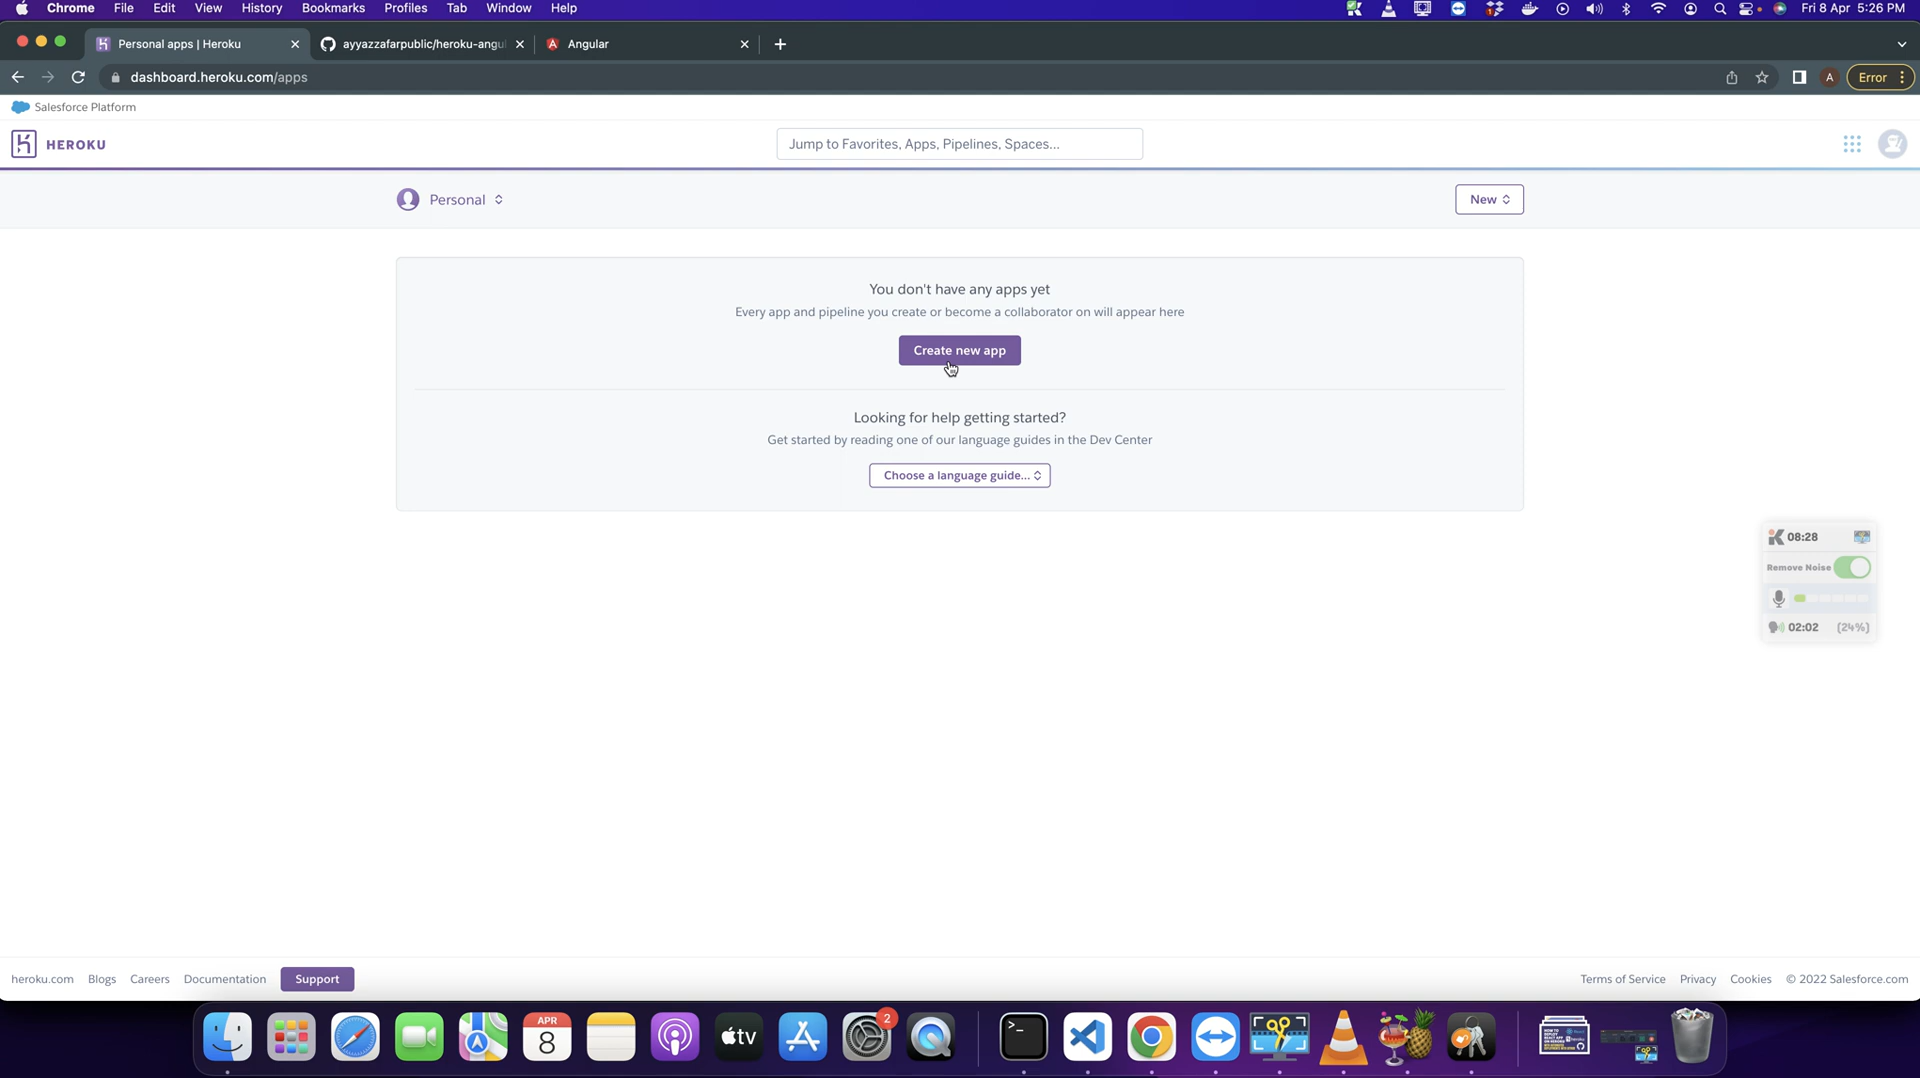 Chrome File Edit View History Bookmarks Profiles Tab Window Help Fri 8 Apr 5:26 PM
Personal apps | Heroku ayyazzafarpublic/heroku-angul Angular
dashboard.heroku.com/apps A Error
Salesforce Platform
HEROKU Jump to Favorites, Apps, Pipelines, Spaces...
Personal New
You don't have any apps yet
Every app and pipeline you create or become a collaborator on will appear here
Create new app
Looking for help getting started?
Get started by reading one of our language guides in the Dev Center
Choose a language guide...
08:28
Remove Noise
02:02 (24%)
heroku.com Blogs Careers Documentation Support Terms of Service Privacy Cookies © 2022 Salesforce.com
APR
8
tv
2